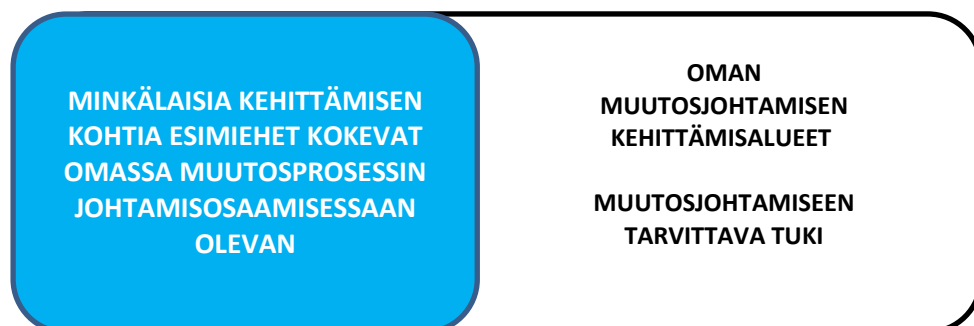 MINKÄLAISIA KEHITTÄMISEN
KOHTIA ESIMIEHET KOKEVAT
OMASSA MUUTOSPROSESSIN
JOHTAMISOSAAMISESSAAN
OLEVAN
OMAN
MUUTOSJOHTAMISEN
KEHITTÄMISALUEET
MUUTOSJOHTAMISEEN
TARVITTAVA TUKI